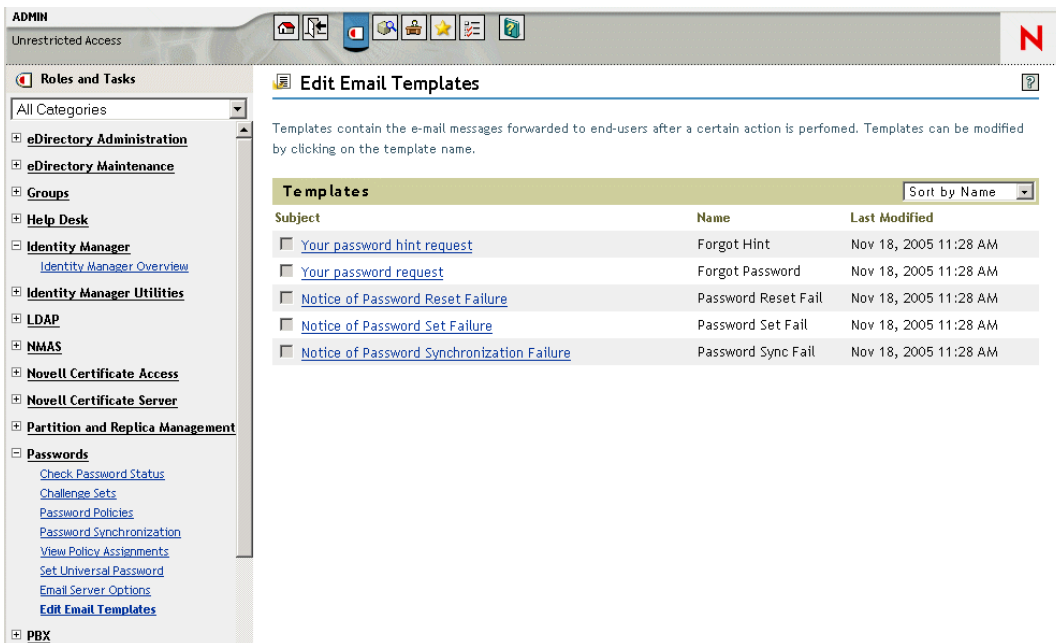 ADMIN
Unrestricted Access
N
Roles and Tasks
All Categories
eDirectory Administration
eDirectory Maintenance
Groups
Help Desk
Identity Manager
Identity Manager Overview
Identity Manager Utilities
LDAP
NMAS
Novell Certificate Access
Novell Certificate Server
Partition and Replica Management
Passwords
Check Password Status
Challenge Sets
Password Policies
Password Synchronization
View Policy Assignments
Set Universal Password
Email Server Options
Edit Email Templates
PBX
Edit Email Templates
?
Templates contain the e-mail messages forwarded to end-users after a certain action is perfomed. Templates can be modified
by clicking on the template name.
Templates Sort by Name
Subject Name Last Modified
Your password hint request Forgot Hint Nov 18, 2005 11:28 AM
Your password request Forgot Password Nov 18, 2005 11:28 AM
Notice of Password Reset Failure Password Reset Fail Nov 18, 2005 11:28 AM
Notice of Password Set Failure Password Set Fail Nov 18, 2005 11:28 AM
Notice of Password Synchronization Failure Password Sync Fail Nov 18, 2005 11:28 AM